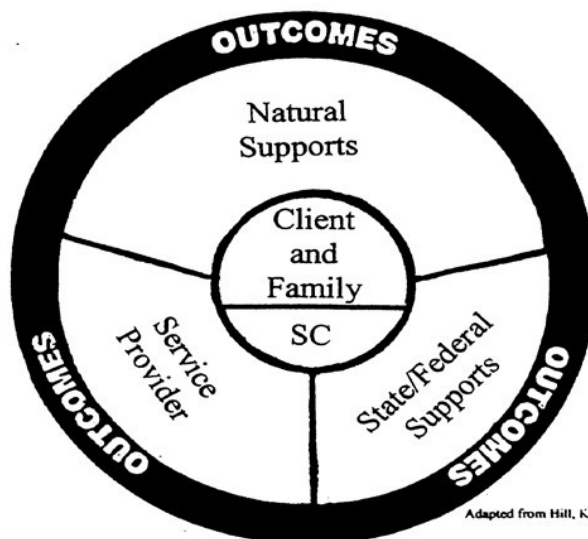 OUTCOMES
Natural
Supports
Client
and
Family
SC
Service
Provider
State/Federal
Supports
OUTCOMES
OUTCOMES
Adapted from Hill, K